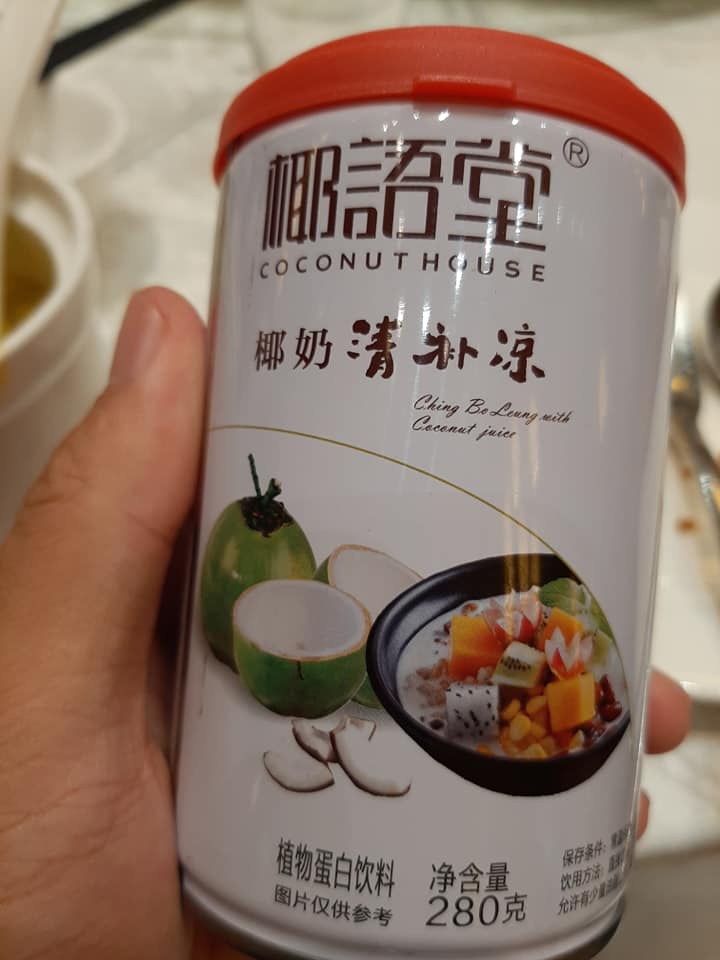 椰語堂®
COCONUT HOUSE
椰奶清补凉
Ching Bo Leung with
Coconut juice
植物蛋白饮料
图片仅供参考
净含量
280克
保存条件:
饮用方法:
允许有少量